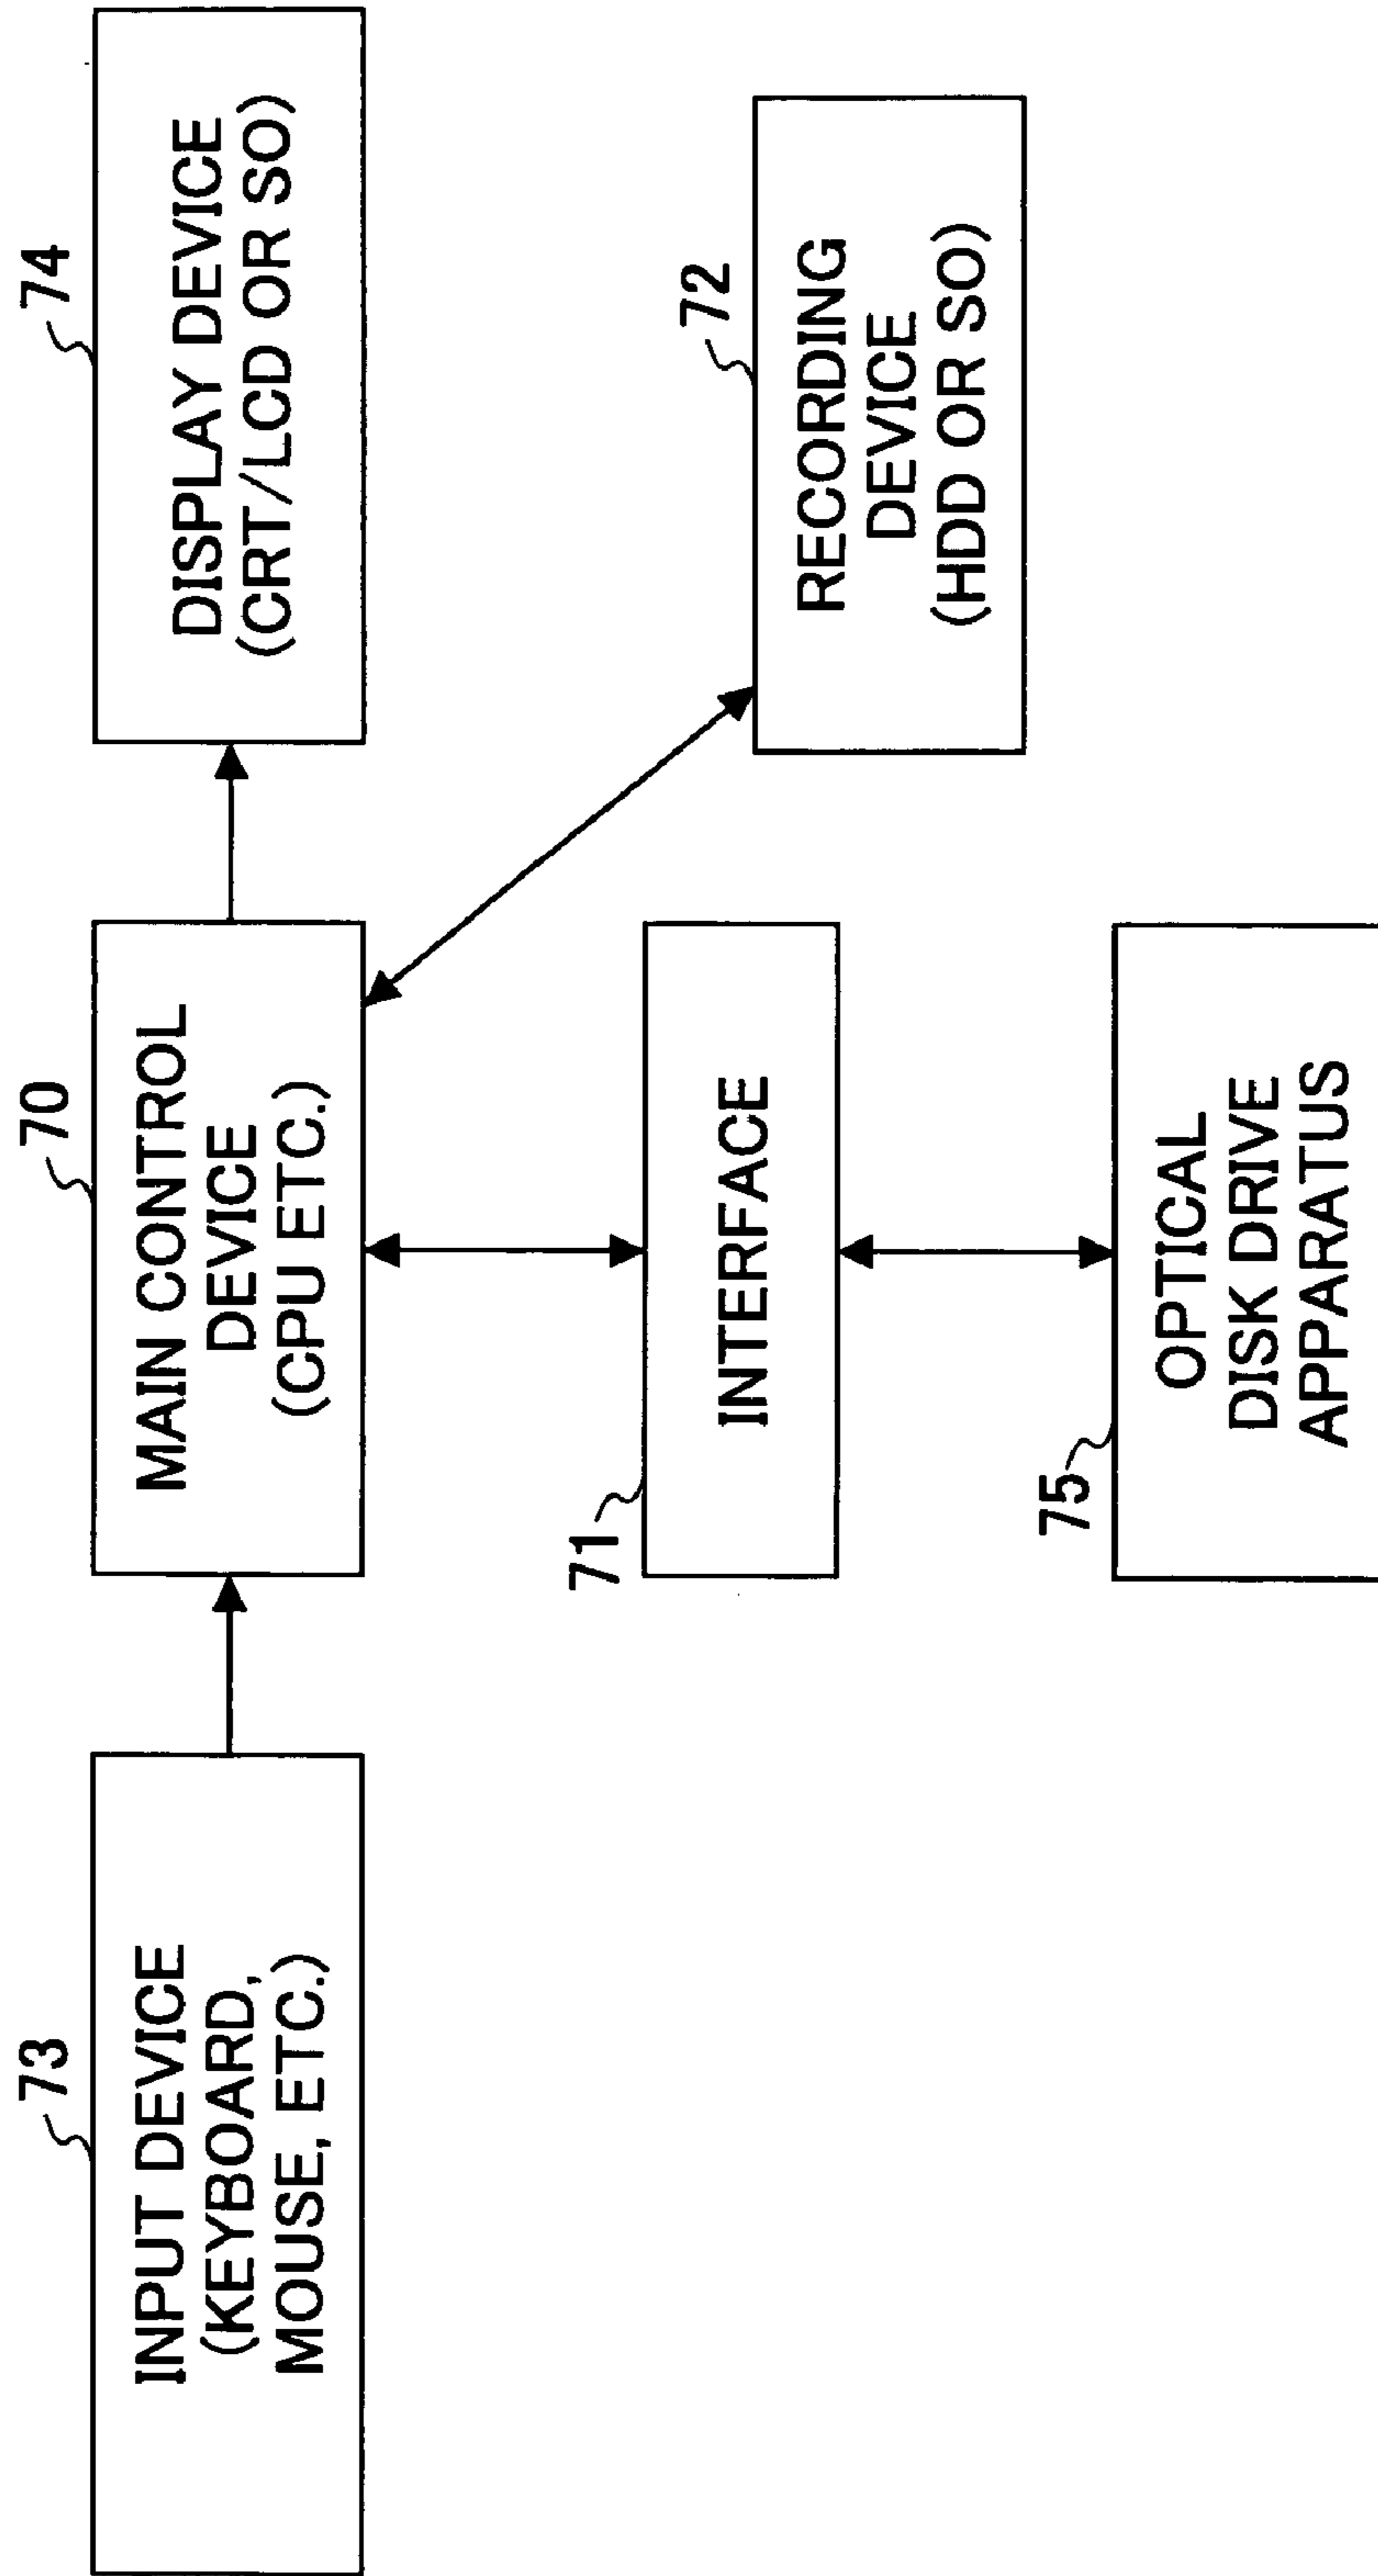 73
INPUT DEVICE
(KEYBOARD,
MOUSE, ETC.)
70
MAIN CONTROL
DEVICE
(CPU ETC.)
74
DISPLAY DEVICE
(CRT/LCD OR SO)
71
INTERFACE
72
RECORDING
DEVICE
(HDD OR SO)
75
OPTICAL
DISK DRIVE
APPARATUS